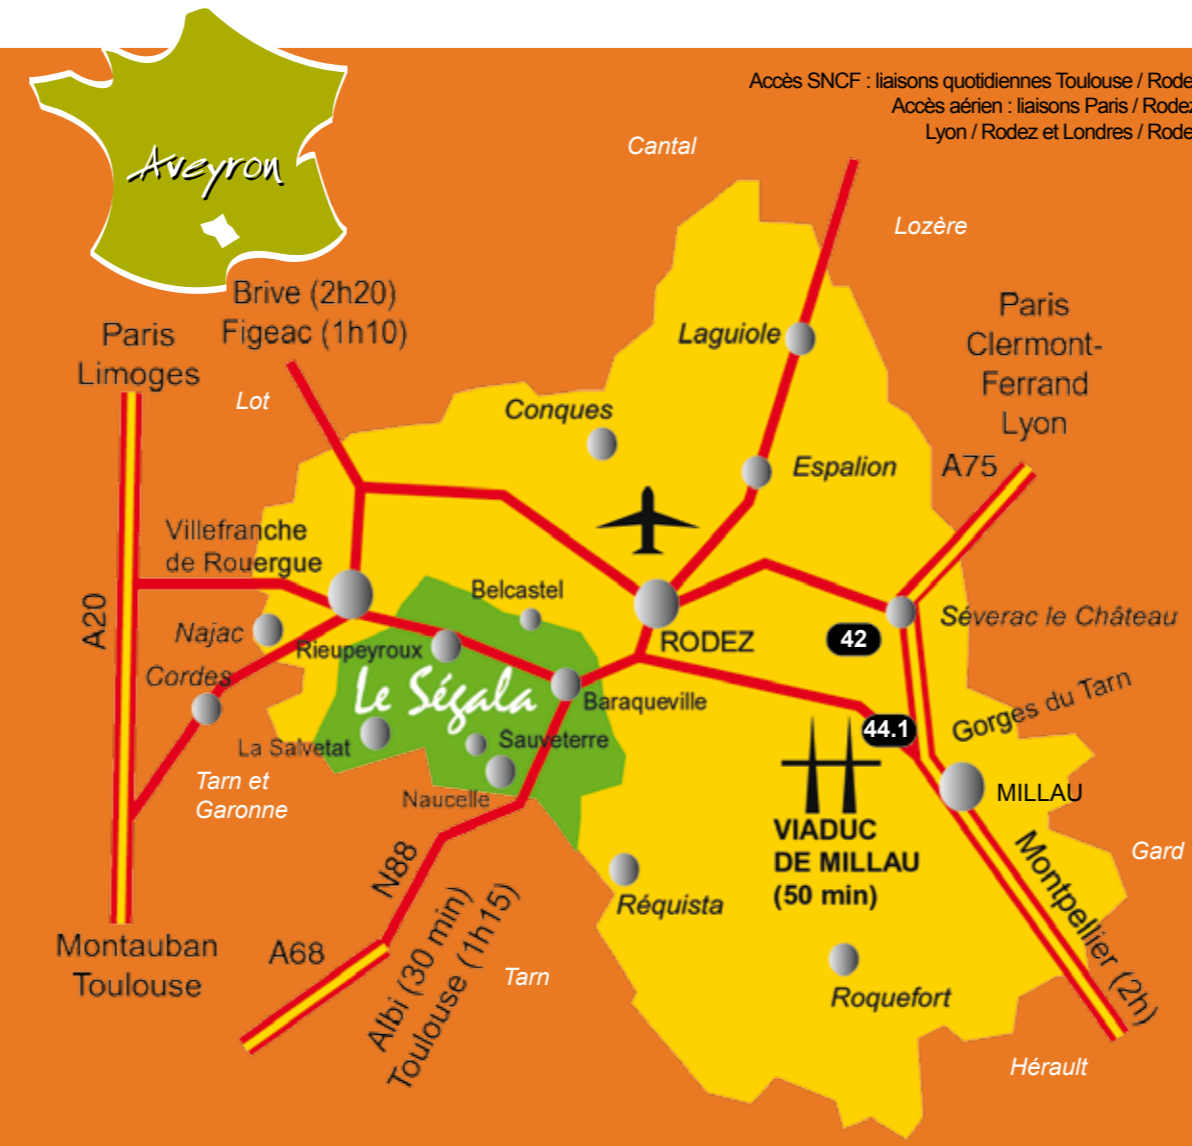 Accès SNCF : liaisons quotidiennes Toulouse / Rode
Accès aérien : liaisons Paris / Rodez
Lyon / Rodez et Londres / Rode
Aveyron
Cantal
Lozère
Brive (2h20)
Figeac (1h10)
Paris
Limoges
Lot
Paris
Clermont-
Ferrand
Lyon
Laguiole
Conques
Espalion
A75
Villefranche
de Rouergue
A20
Belcastel
Najac
Rieupeyroux
RODEZ
42
Séverac le Château
Cordes
Le Ségala
Baraqueville
44.1
Gorges du Tarn
La Salvetat
Sauveterre
Tarn et
Garonne
Naucelle
MILLAU
VIADUC
DE MILLAU
(50 min)
Gard
N88
Réquista
Montpellier (2h)
Montauban
Toulouse
A68
Albi (30 min)
Toulouse (1h15)
Tarn
Roquefort
Hérault